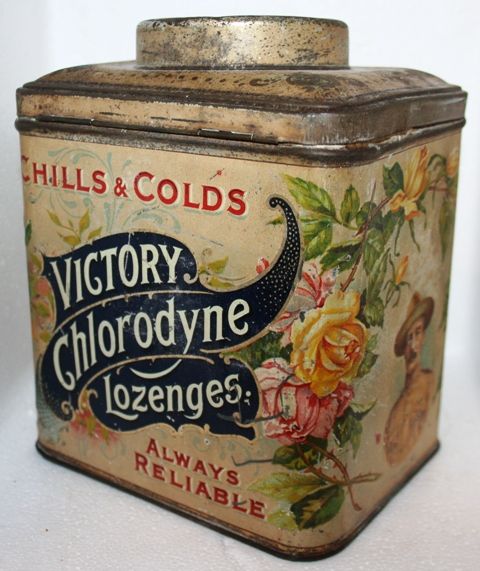 CHILLS & COLDS
VICTORY
Chlorodyne
Lozenges.
ALWAYS
RELIABLE